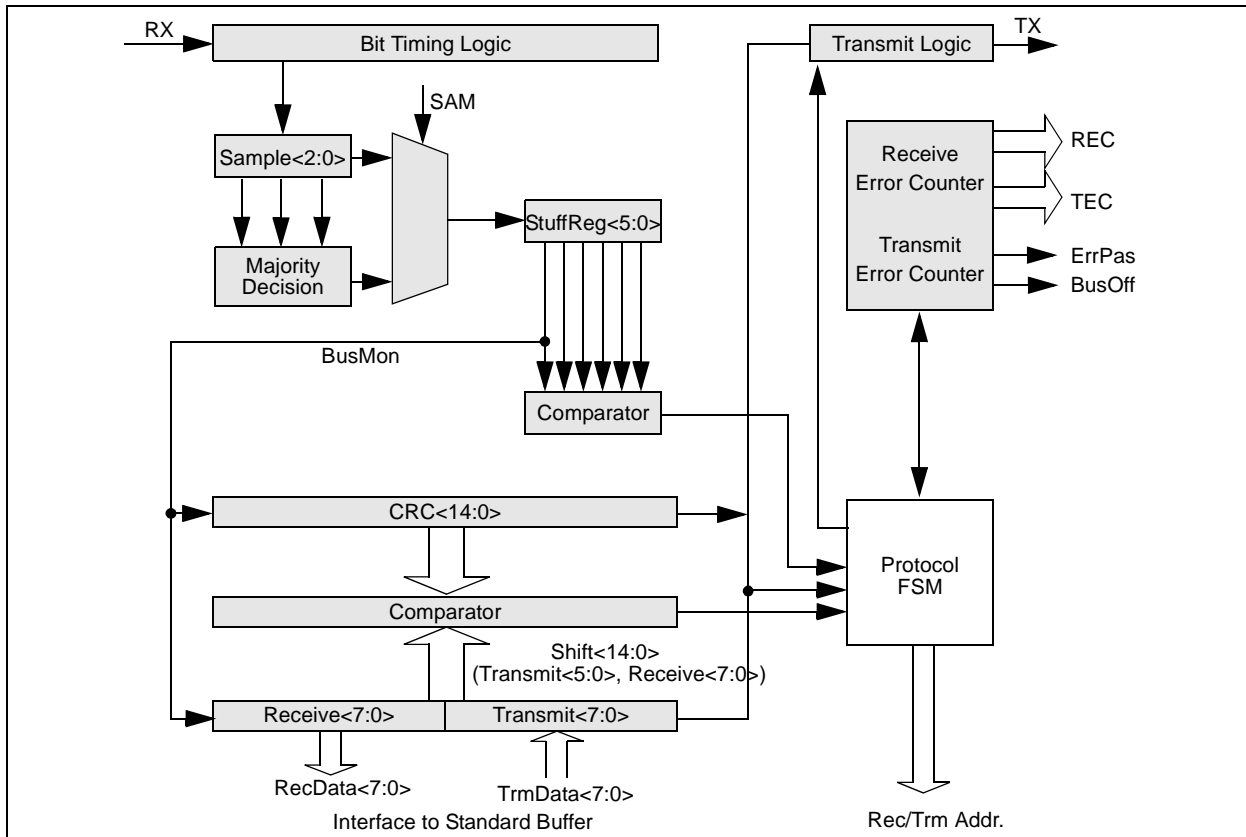 RX
Bit Timing Logic
Transmit Logic
TX
SAM
Sample<2:0>
Receive
Error Counter
REC
TEC
StuffReg<5:0>
Majority
Decision
Transmit
Error Counter
ErrPas
BusOff
BusMon
Comparator
CRC<14:0>
Protocol
FSM
Comparator
Shift<14:0>
(Transmit<5:0>, Receive<7:0>)
Receive<7:0>
Transmit<7:0>
RecData<7:0>
TrmData<7:0>
Interface to Standard Buffer
Rec/Trm Addr.